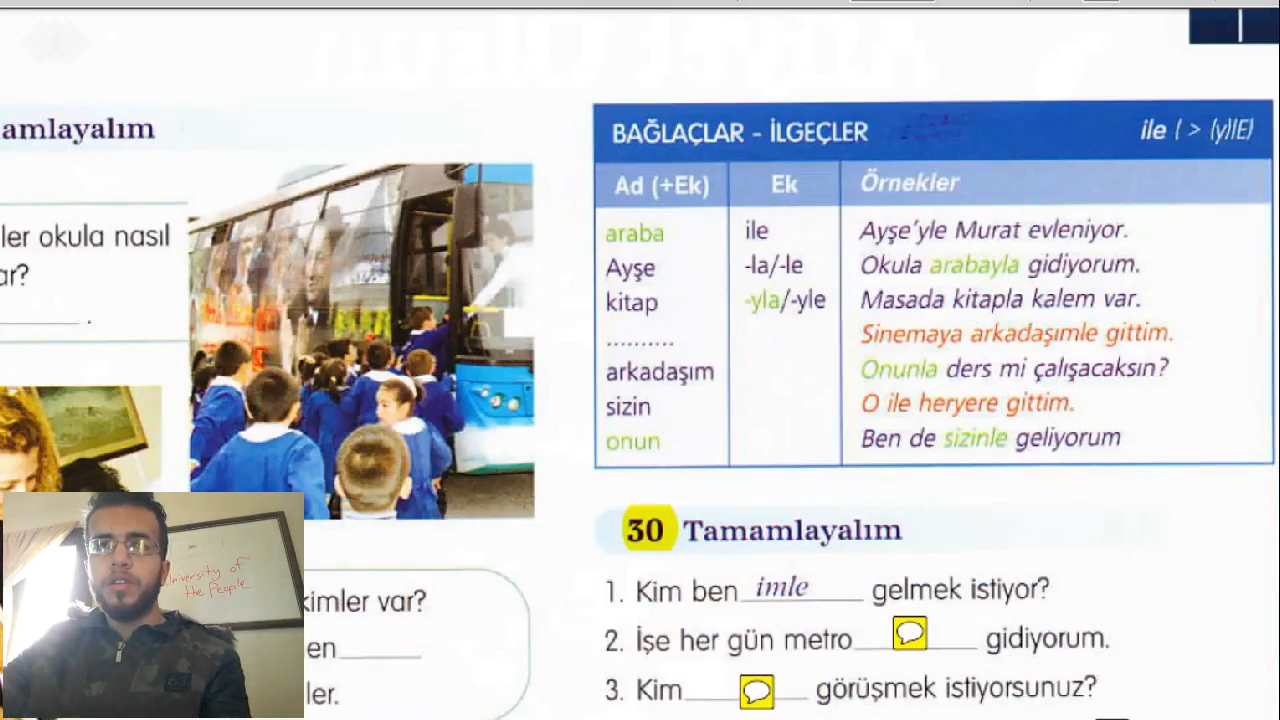 amlayalım
ler okula nasıl
ar?
.
kimler var?
en
ler.
University of
the People
BAĞLAÇLAR - İLGEÇLER ile ( > (y)lE)
Ad (+Ek) Ek Örnekler
araba ile Ayşe'yle Murat evleniyor.
Ayşe -la/-le Okula arabayla gidiyorum.
kitap -yla/-yle Masada kitapla kalem var.
.......... Sinemaya arkadaşımle gittim.
arkadaşım Onunla ders mi çalışacaksın?
sizin O ile heryere gittim.
onun Ben de sizinle geliyorum
30 Tamamlayalım
1. Kim ben imle gelmek istiyor?
2. İşe her gün metro gidiyorum.
3. Kim görüşmek istiyorsunuz?